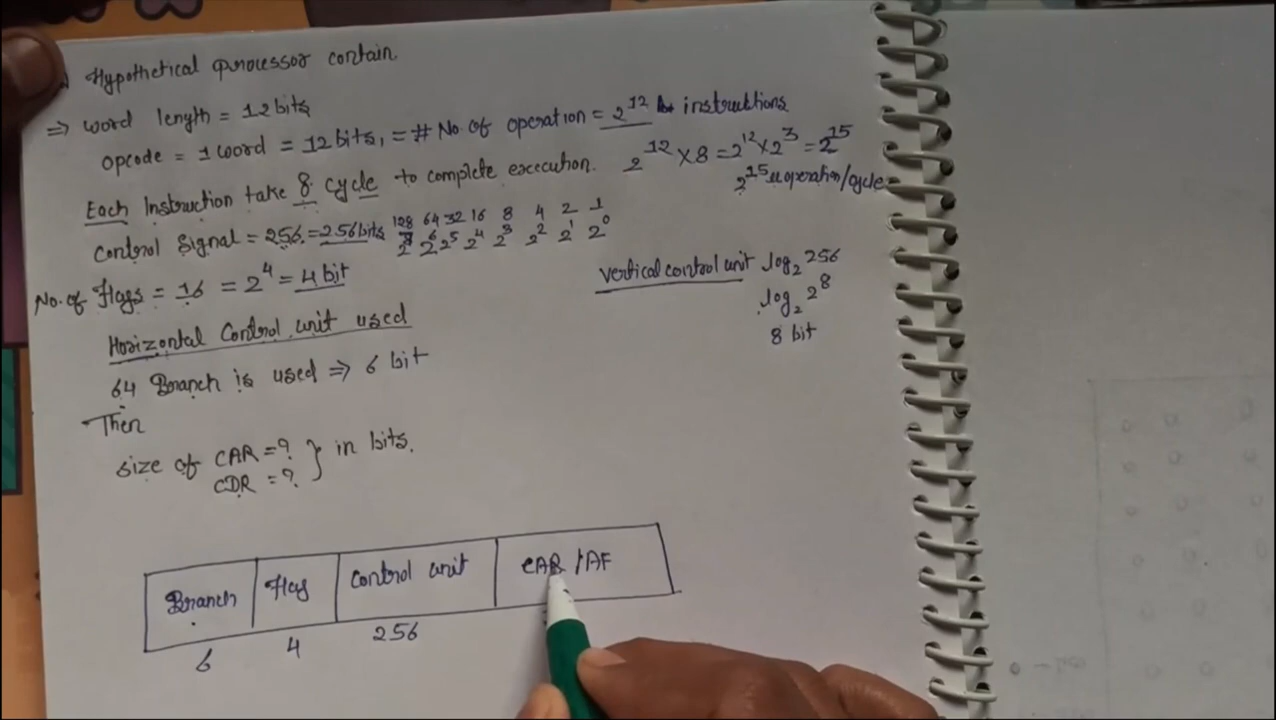 Hypothetical processor contain
=> word length = 12 bits
opcode = 1 word = 12 bits, = # No. of operation = 2^12 instructions
2^12 × 8 = 2^12 × 2^3 = 2^15
Each Instruction take 8 cycle to complete execution.
2^15 μ operation/cycle
128 64 32 16 8 4 2 1
Control Signal = 256 = 256 bits 2^7 2^6 2^5 2^4 2^3 2^2 2^1 2^0
No. of Flags = 16 = 2^4 = 4 bit
Vertical control unit log₂ 256
log₂ 2^8
8 bit
Horizontal Control unit used
64 Branch is used => 6 bit
Then
size of CAR = ? } in bits.
CDR = ?
Branch | Flag | Control unit | CAR / AF
6 4 256